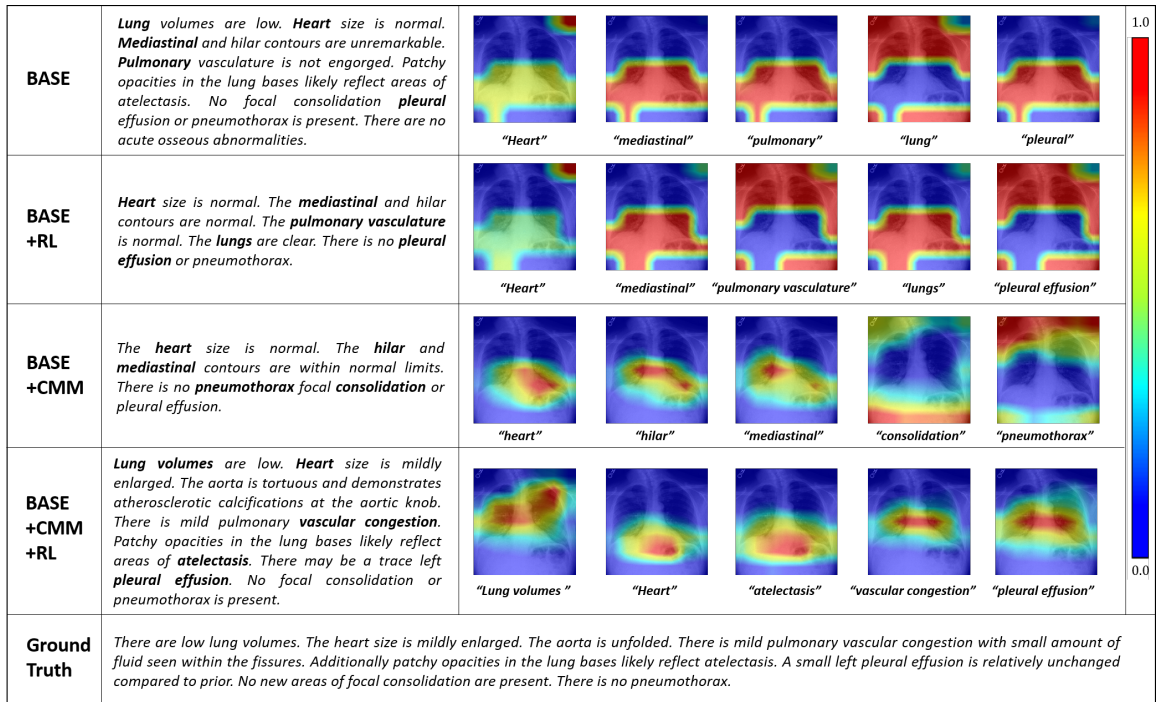 BASE
Lung volumes are low. Heart size is normal.
Mediastinal and hilar contours are unremarkable.
Pulmonary vasculature is not engorged. Patchy
opacities in the lung bases likely reflect areas of
atelectasis. No focal consolidation pleural
effusion or pneumothorax is present. There are no
acute osseous abnormalities.
"Heart" "mediastinal" "pulmonary" "lung" "pleural"
1.0
BASE
+RL
Heart size is normal. The mediastinal and hilar
contours are normal. The pulmonary vasculature
is normal. The lungs are clear. There is no pleural
effusion or pneumothorax.
"Heart" "mediastinal" "pulmonary vasculature" "lungs" "pleural effusion"
BASE
+CMM
The heart size is normal. The hilar and
mediastinal contours are within normal limits.
There is no pneumothorax focal consolidation or
pleural effusion.
"heart" "hilar" "mediastinal" "consolidation" "pneumothorax"
BASE
+CMM
+RL
Lung volumes are low. Heart size is mildly
enlarged. The aorta is tortuous and demonstrates
atherosclerotic calcifications at the aortic knob.
There is mild pulmonary vascular congestion.
Patchy opacities in the lung bases likely reflect
areas of atelectasis. There may be a trace left
pleural effusion. No focal consolidation or
pneumothorax is present.
"Lung volumes " "Heart" "atelectasis" "vascular congestion" "pleural effusion"
0.0
Ground
Truth
There are low lung volumes. The heart size is mildly enlarged. The aorta is unfolded. There is mild pulmonary vascular congestion with small amount of
fluid seen within the fissures. Additionally patchy opacities in the lung bases likely reflect atelectasis. A small left pleural effusion is relatively unchanged
compared to prior. No new areas of focal consolidation are present. There is no pneumothorax.